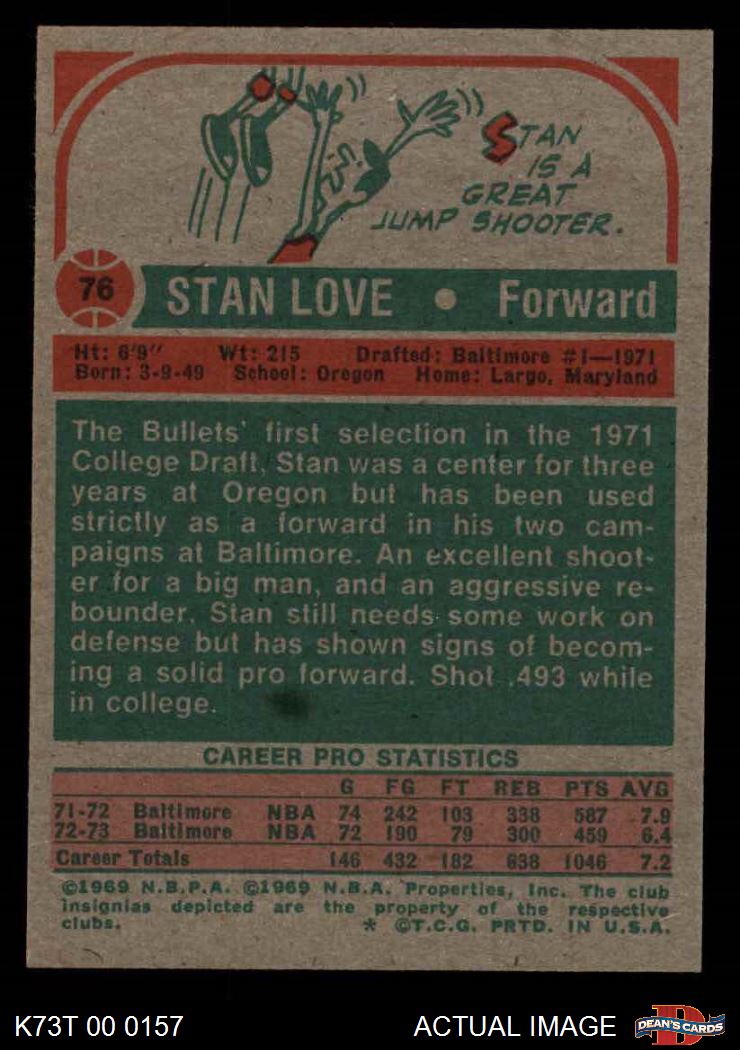 STAN
IS A
GREAT
JUMP SHOOTER.
76
STAN LOVE • Forward
Ht: 6'9" Wt: 215 Drafted: Baltimore #1—1971
Born: 3-9-49 School: Oregon Home: Largo, Maryland
The Bullets' first selection in the 1971
College Draft, Stan was a center for three
years at Oregon but has been used
strictly as a forward in his two cam-
paigns at Baltimore. An excellent shoot-
er for a big man, and an aggressive re-
bounder, Stan still needs some work on
defense but has shown signs of becom-
ing a solid pro forward. Shot .493 while
in college.
CAREER PRO STATISTICS
G FG FT REB PTS AVG
71-72 Baltimore NBA 74 242 103 338 587 7.9
72-73 Baltimore NBA 72 190 79 300 459 6.4
Career Totals 146 432 182 638 1046 7.2
©1969 N.B.P.A. ©1969 N.B.A. Properties, Inc. The club
insignias depicted are the property of the respective
clubs. * ©T.C.G. PRTD. IN U.S.A.
K73T 00 0157 ACTUAL IMAGE DEAN'S CARDS